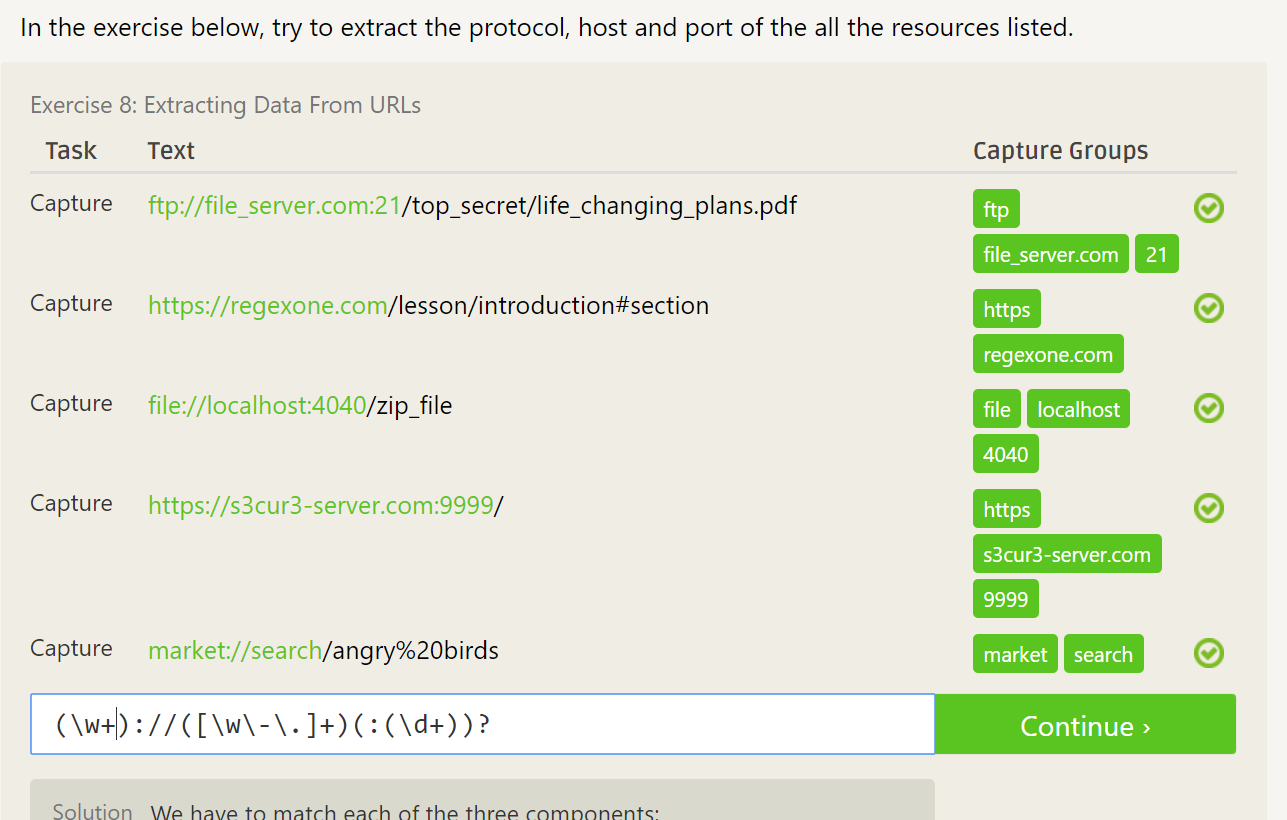 In the exercise below, try to extract the protocol, host and port of the all the resources listed.
Exercise 8: Extracting Data From URLs
Task Text Capture Groups
Capture ftp://file_server.com:21/top_secret/life_changing_plans.pdf ftp
file_server.com 21
Capture https://regexone.com/lesson/introduction#section https
regexone.com
Capture file://localhost:4040/zip_file file localhost
4040
Capture https://s3cur3-server.com:9999/ https
s3cur3-server.com
9999
Capture market://search/angry%20birds market search
(\w+)://([\w\-\.]+)(:(\d+))? Continue ›
Solution We have to match each of the three components: